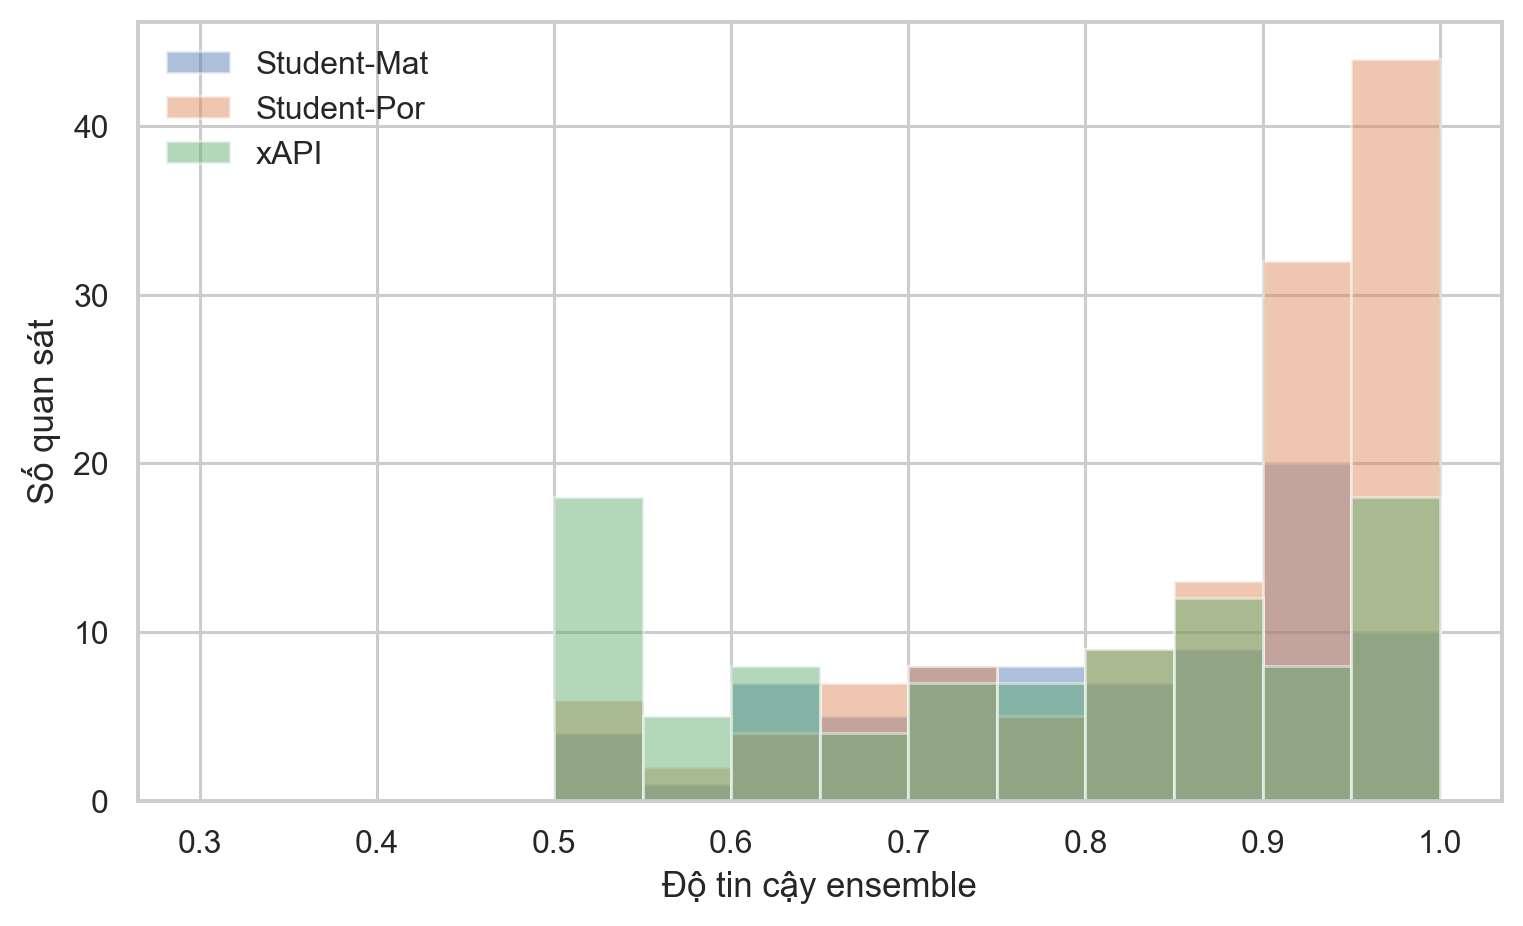 Student-Mat
Student-Por
xAPI
40
30
20
10
0
Số quan sát
0.3 0.4 0.5 0.6 0.7 0.8 0.9 1.0
Độ tin cậy ensemble